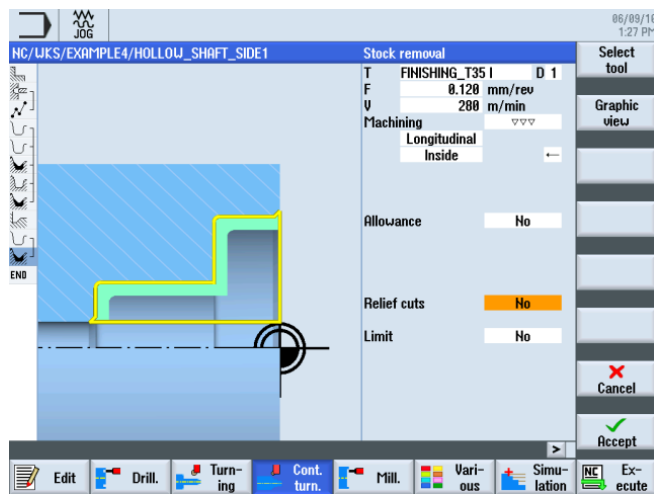 JOG
06/09/10
1:27 PM
NC/WKS/EXAMPLE4/HOLLOW_SHAFT_SIDE1
Stock removal
Select tool
T FINISHING_T35 I D 1
F 0.120 mm/rev
V 280 m/min
Machining ▽▽▽
Longitudinal
Inside ←
Graphic view
Allowance No
END
Relief cuts No
Limit No
Cancel
Accept
>
Edit
Drill.
Turn-
ing
Cont.
turn.
Mill.
Vari-
ous
Simu-
lation
NC
Ex-
ecute